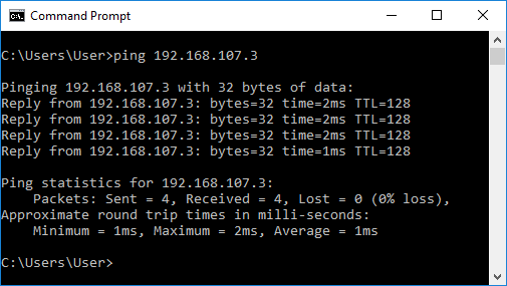 Command Prompt
C:\Users\User>ping 192.168.107.3
Pinging 192.168.107.3 with 32 bytes of data:
Reply from 192.168.107.3: bytes=32 time=2ms TTL=128
Reply from 192.168.107.3: bytes=32 time=2ms TTL=128
Reply from 192.168.107.3: bytes=32 time=2ms TTL=128
Reply from 192.168.107.3: bytes=32 time=1ms TTL=128
Ping statistics for 192.168.107.3:
    Packets: Sent = 4, Received = 4, Lost = 0 (0% loss),
Approximate round trip times in milli-seconds:
    Minimum = 1ms, Maximum = 2ms, Average = 1ms
C:\Users\User>